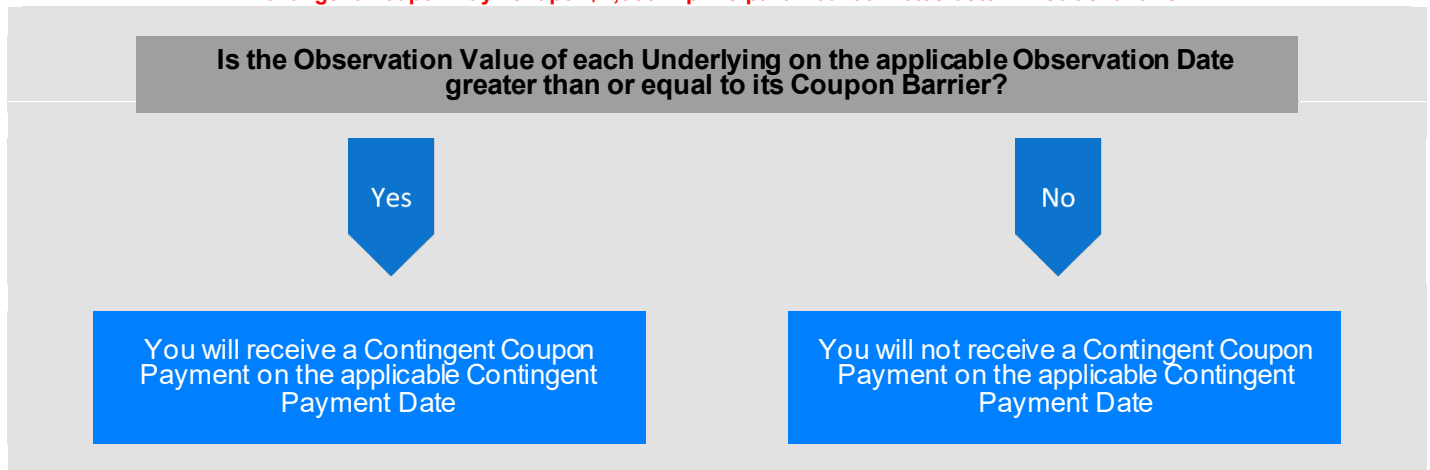 Is the Observation Value of each Underlying on the applicable Observation Date
greater than or equal to its Coupon Barrier?
Yes
No
You will receive a Contingent Coupon
Payment on the applicable Contingent
Payment Date
You will not receive a Contingent Coupon
Payment on the applicable Contingent
Payment Date